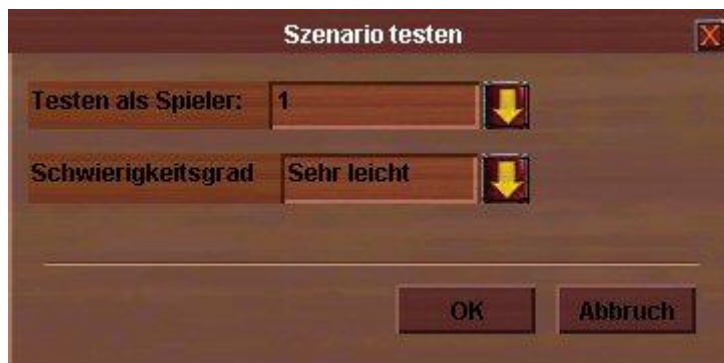 Szenario testen
Testen als Spieler: 1
Schwierigkeitsgrad Sehr leicht
OK Abbruch